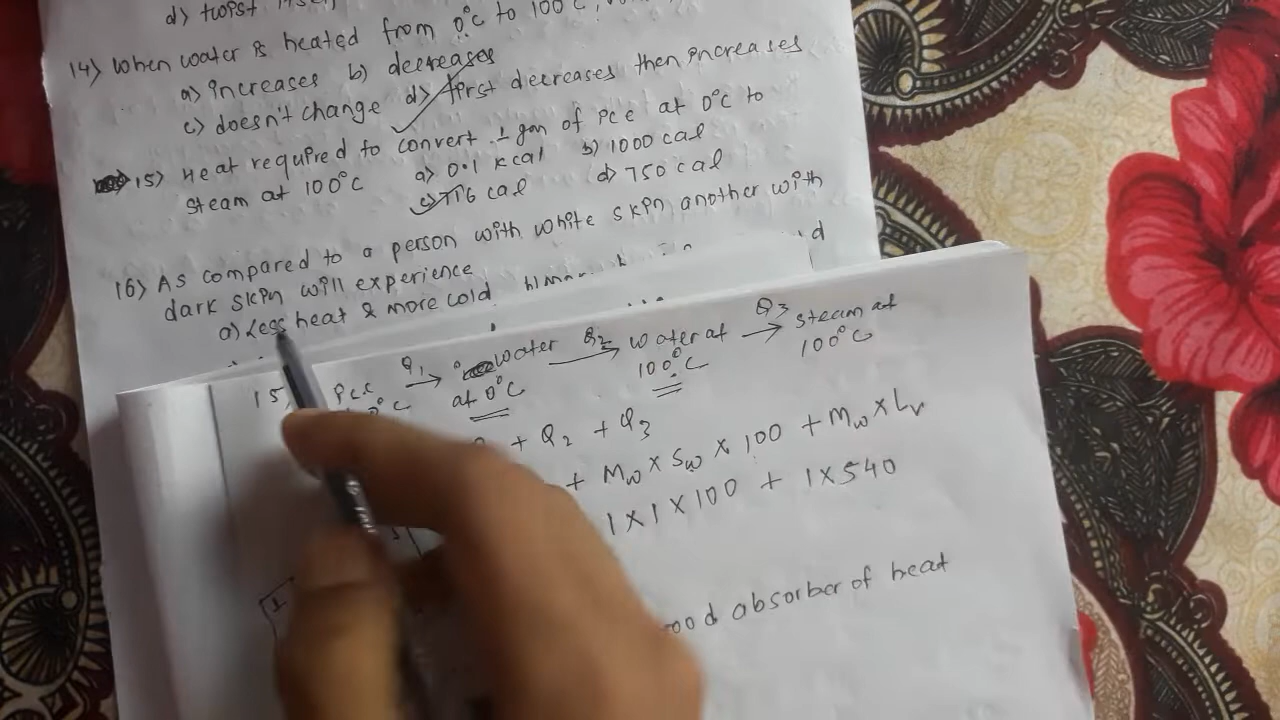 d) twist
14) When water is heated from 0°C to 100°C,
a) increases b) decreases
c) doesn't change d) first decreases then increases
15) Heat required to convert 1 gm of ice at 0°C to
steam at 100°C a) 0.1 kcal b) 1000 cal
c) 716 cal d) 750 cal
16) As compared to a person with white skin another with
dark skin will experience
a) Less heat & more cold
15) ice Q1 → water Q2 → water at Q3 → steam at
0°C at 0°C 100°C 100°C
+ Q2 + Q3
+ Mw × Sw × 100 + Mw × Lv
1 × 1 × 100 + 1 × 540
ood absorber of heat